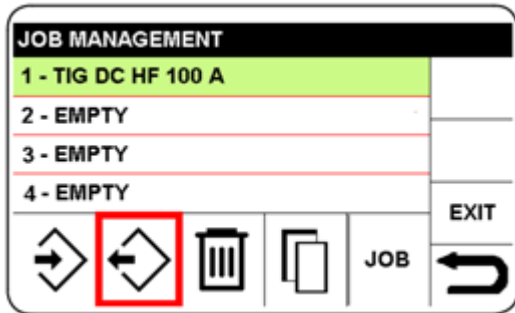 JOB MANAGEMENT
1 - TIG DC HF 100 A
2 - EMPTY
3 - EMPTY
4 - EMPTY
EXIT
JOB